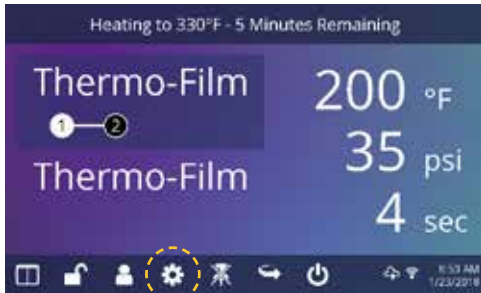 Heating to 330°F - 5 Minutes Remaining
Thermo-Film
1 2
Thermo-Film
200 °F
35 psi
4 sec
8:53 AM
1/23/2018